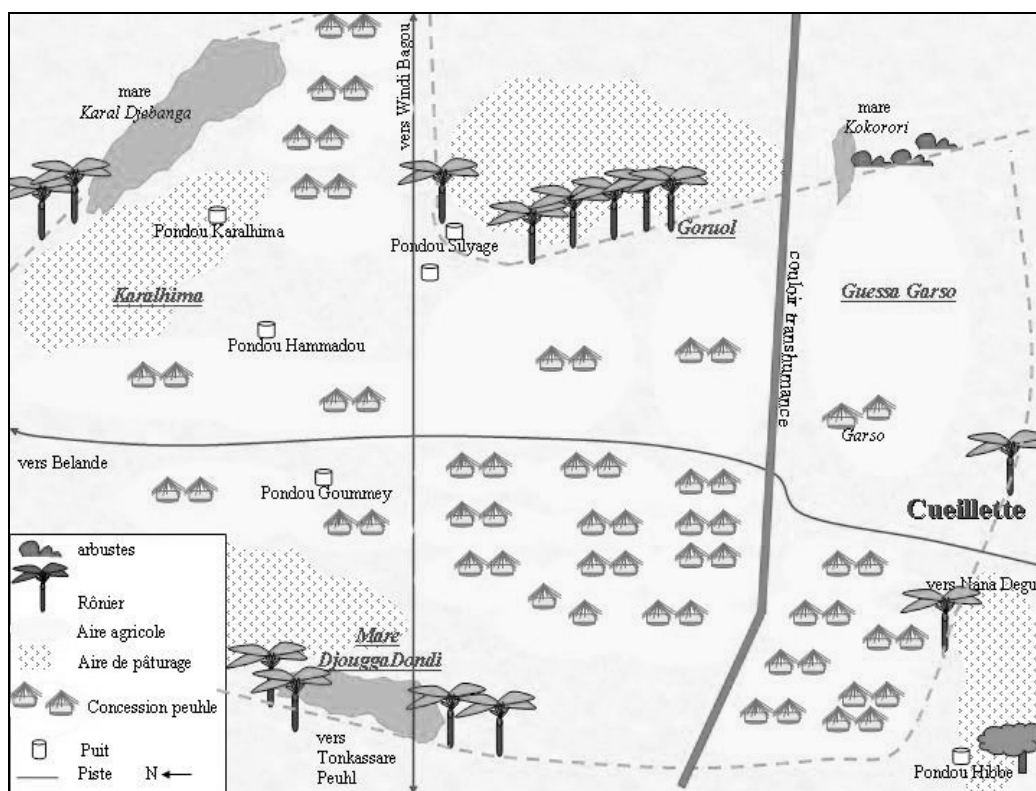 mare
Karal Djebanga
vers Windi Bagou
mare
Kokorori
Pondou Karalhima
Pondou Silyage
Goruol
Karalhima
Guessa Garso
couloir transhumance
Pondou Hammadou
Garso
vers Belande
Pondou Goummey
Cueillette
vers Nana Degu
Mare
DjouggaDondi
vers
Tonkassare
Peuhl
Pondou Hibbe
arbustes
Rônier
Aire agricole
Aire de pâturage
Concession peuhle
Puit
Piste N